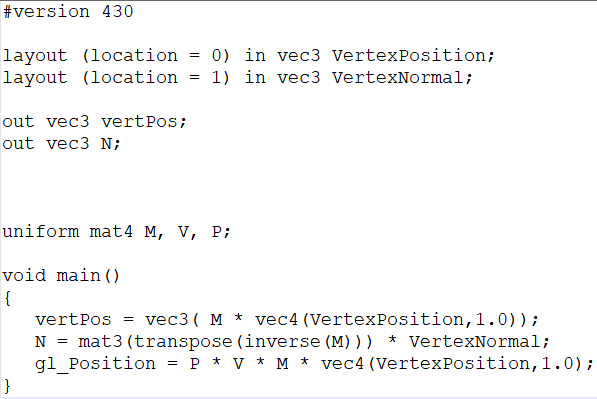 #version 430
layout (location = 0) in vec3 VertexPosition;
layout (location = 1) in vec3 VertexNormal;
out vec3 vertPos;
out vec3 N;
uniform mat4 M, V, P;
void main()
{
vertPos = vec3( M * vec4(VertexPosition,1.0));
N = mat3(transpose(inverse(M))) * VertexNormal;
gl_Position = P * V * M * vec4(VertexPosition,1.0);
}